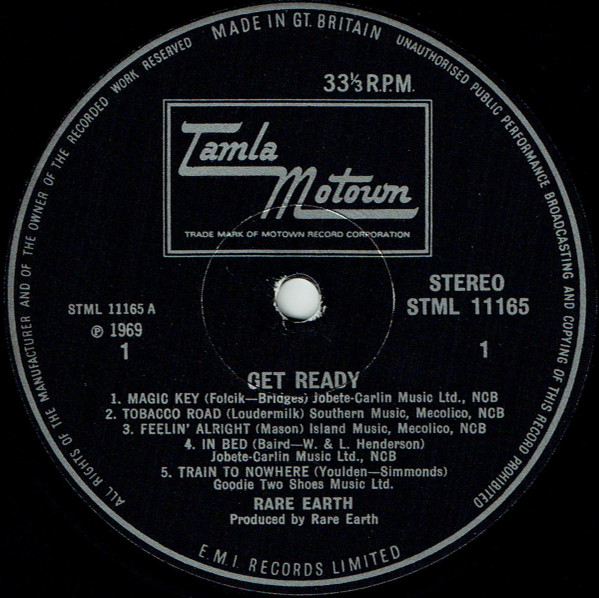 MADE IN GT. BRITAIN
UNAUTHORISED PUBLIC PERFORMANCE BROADCASTING AND COPYING OF THIS RECORD PROHIBITED
ALL RIGHTS OF THE MANUFACTURER AND OF THE OWNER OF THE RECORDED WORK RESERVED
33⅓ R.P.M.
Tamla
Motown
TRADE MARK OF MOTOWN RECORD CORPORATION
STEREO
STML 11165
1
STML 11165 A
℗ 1969
1
GET READY
1. MAGIC KEY (Folcik—Bridges) Jobete-Carlin Music Ltd., NCB
2. TOBACCO ROAD (Loudermilk) Southern Music, Mecolico, NCB
3. FEELIN' ALRIGHT (Mason) Island Music, Mecolico, NCB
4. IN BED (Baird—W. & L. Henderson)
Jobete-Carlin Music Ltd., NCB
5. TRAIN TO NOWHERE (Youlden—Simmonds)
Goodie Two Shoes Music Ltd.
RARE EARTH
Produced by Rare Earth
E.M.I. RECORDS LIMITED